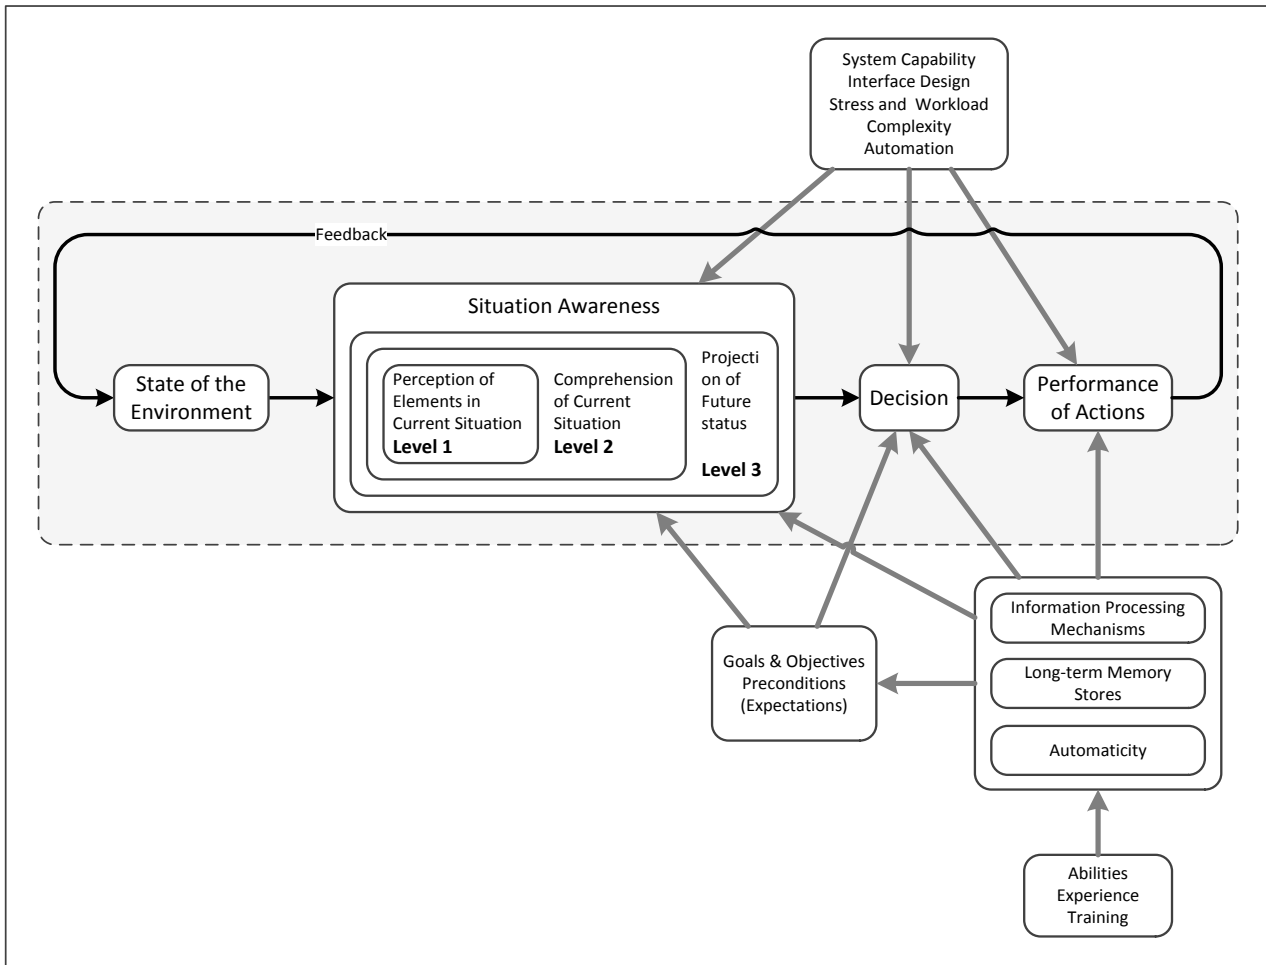 System Capability
Interface Design
Stress and Workload
Complexity
Automation
Feedback
Situation Awareness
State of the
Environment
Perception of
Elements in
Current Situation
Level 1
Comprehension
of Current
Situation
Level 2
Projecti
on of
Future
status
Level 3
Decision
Performance
of Actions
Goals & Objectives
Preconditions
(Expectations)
Information Processing
Mechanisms
Long-term Memory
Stores
Automaticity
Abilities
Experience
Training